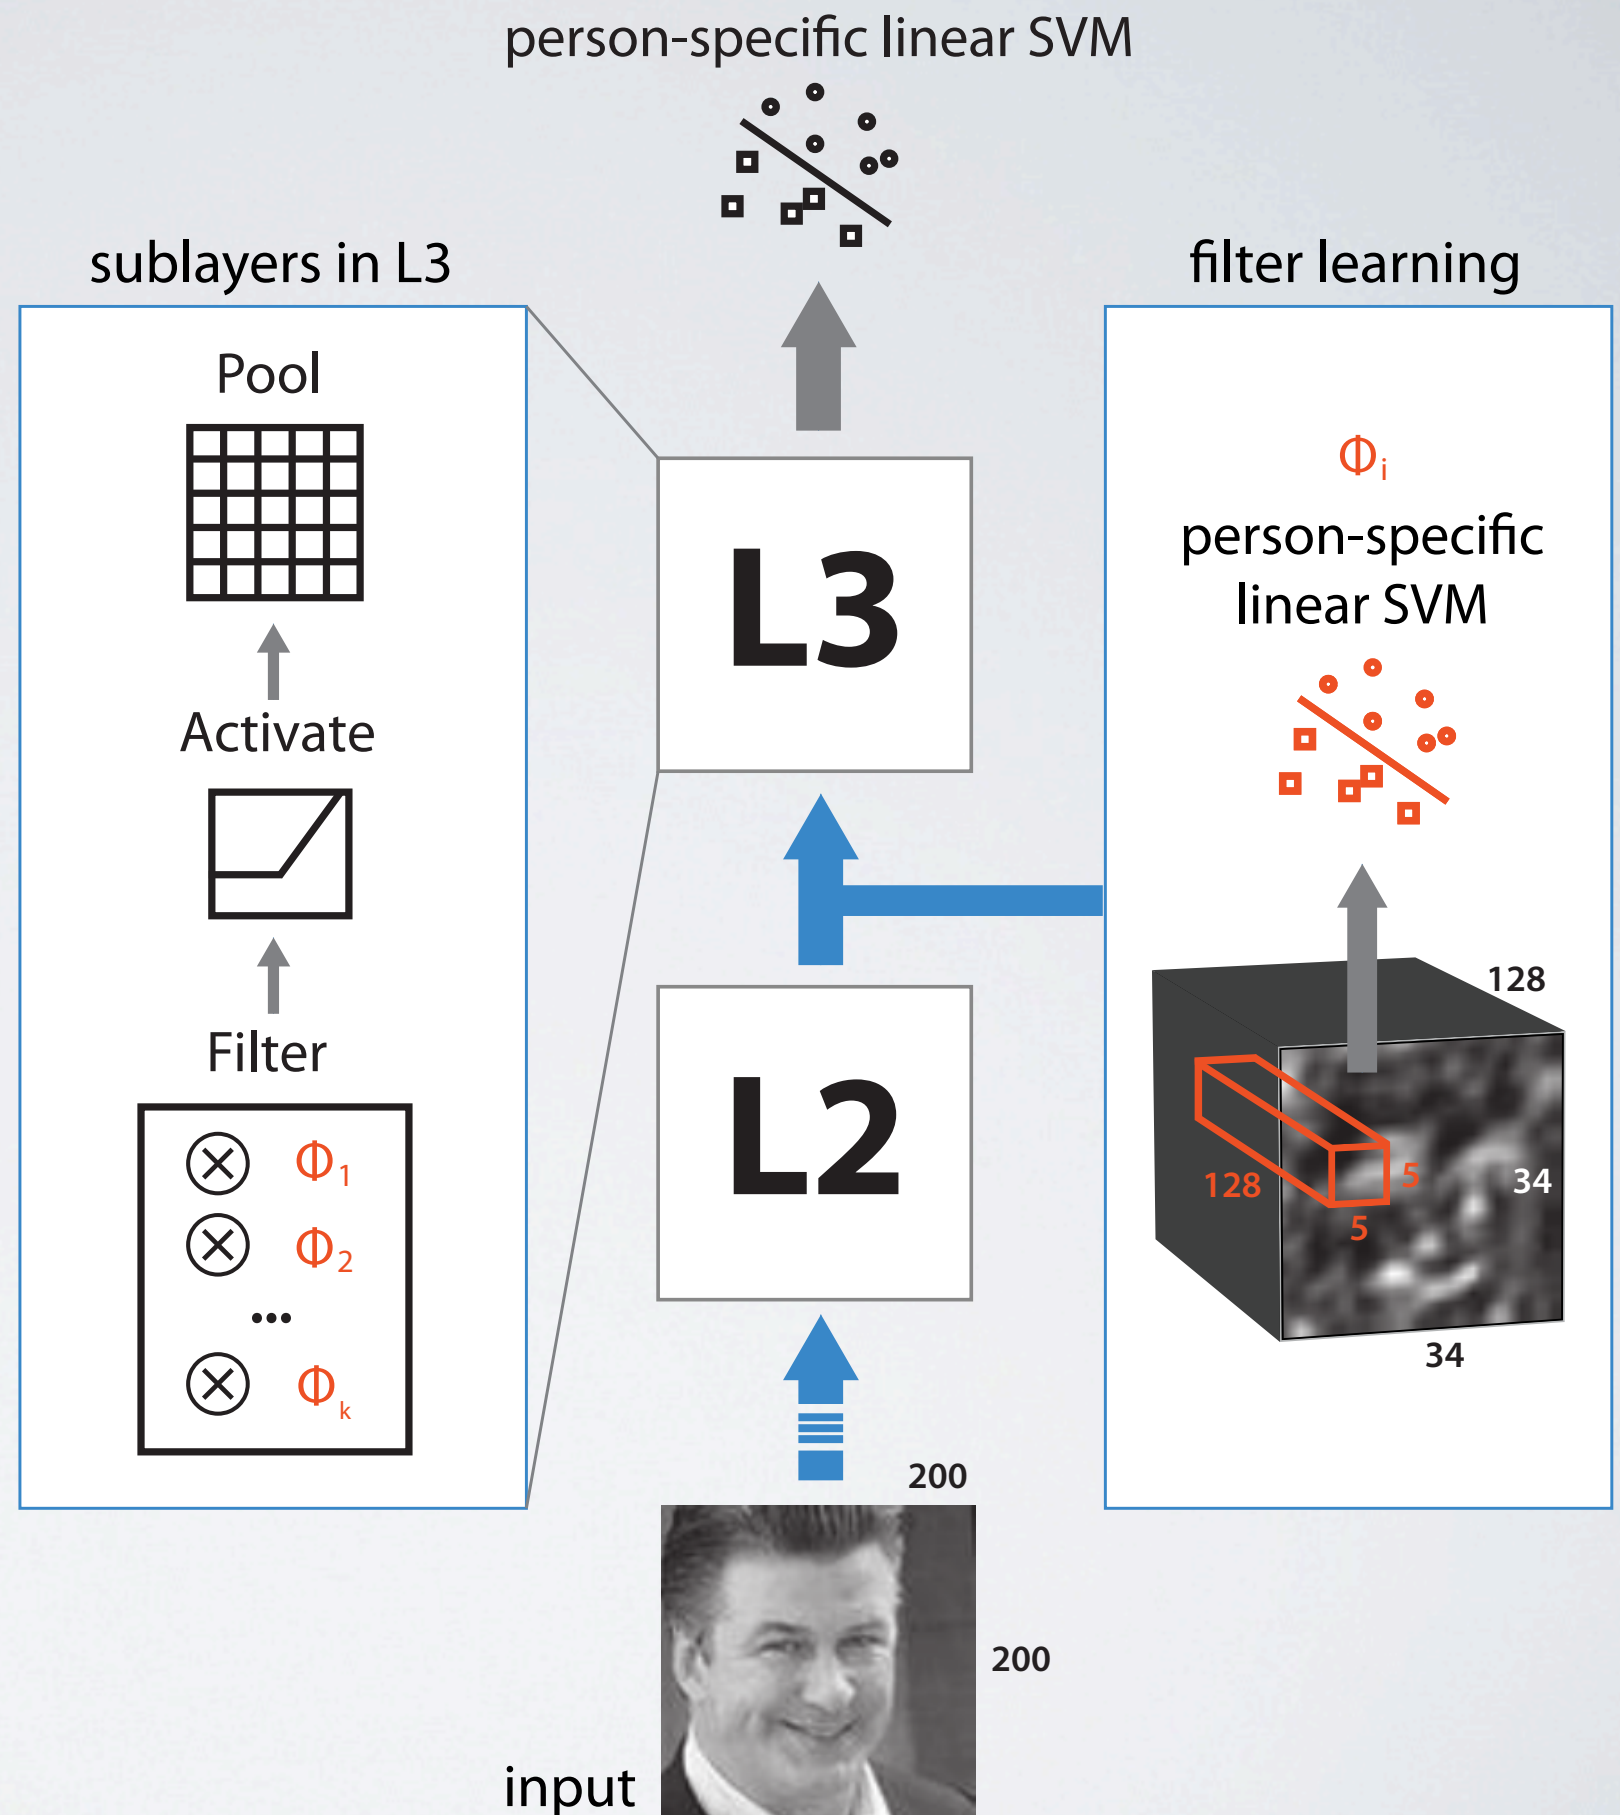 person-specific linear SVM
sublayers in L3
Pool
Activate
Filter
Φ1
Φ2
...
Φk
L3
L2
200
200
input
filter learning
Φi
person-specific
linear SVM
128
128
5
5
34
34